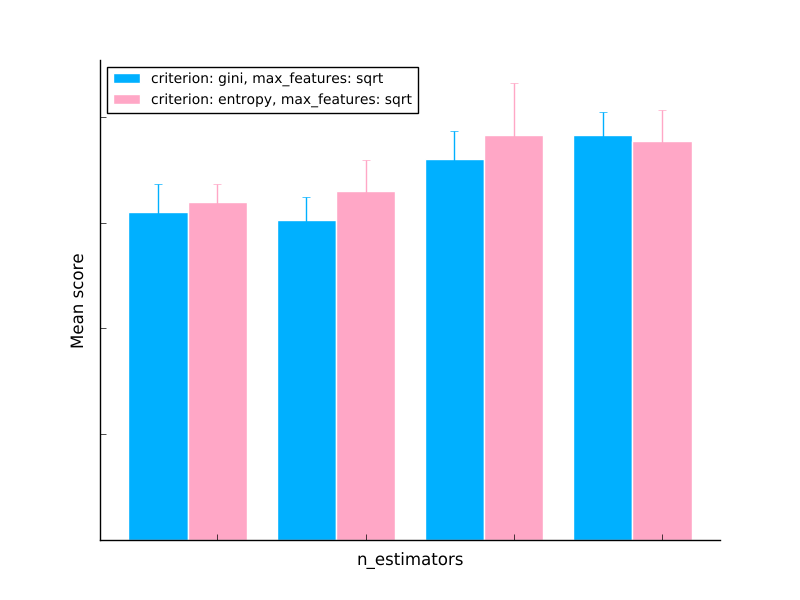 criterion: gini, max_features: sqrt
criterion: entropy, max_features: sqrt
Mean score
n_estimators